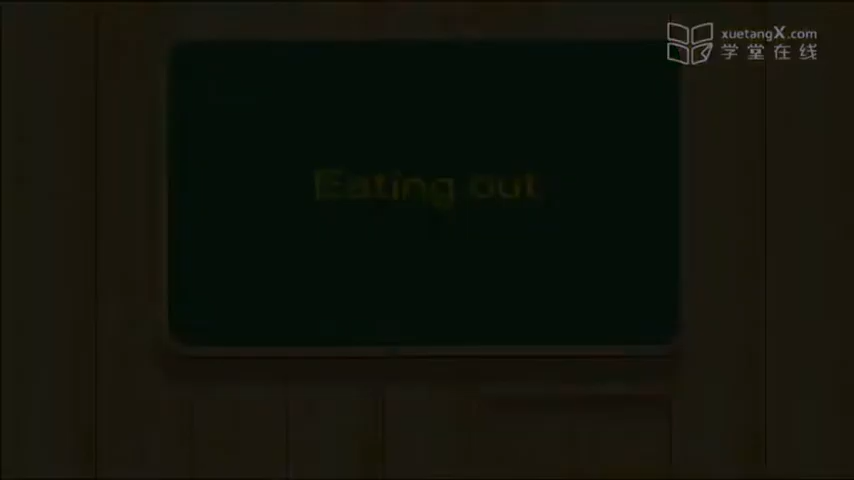 xuetangX.com
学堂在线
Eating out